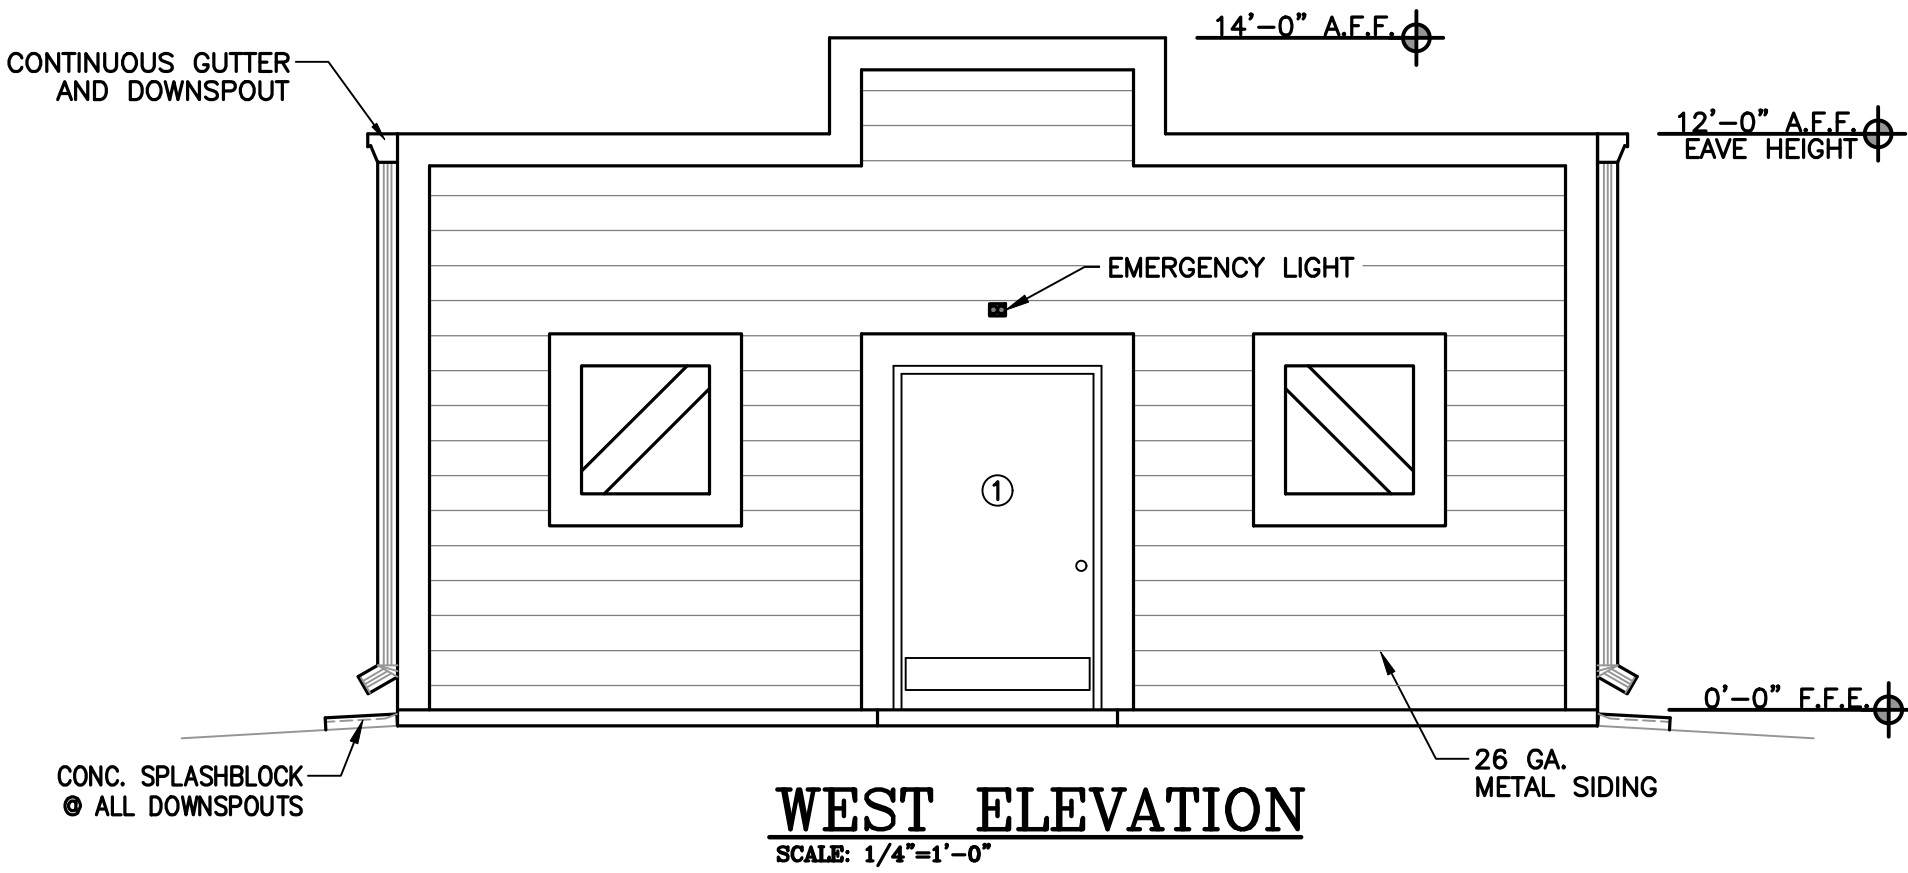 14'-0" A.F.F.
CONTINUOUS GUTTER
AND DOWNSPOUT
12'-0" A.F.F.
EAVE HEIGHT
EMERGENCY LIGHT
1
0'-0" F.F.E.
CONC. SPLASHBLOCK
@ ALL DOWNSPOUTS
26 GA.
METAL SIDING
WEST ELEVATION
SCALE: 1/4"=1'-0"